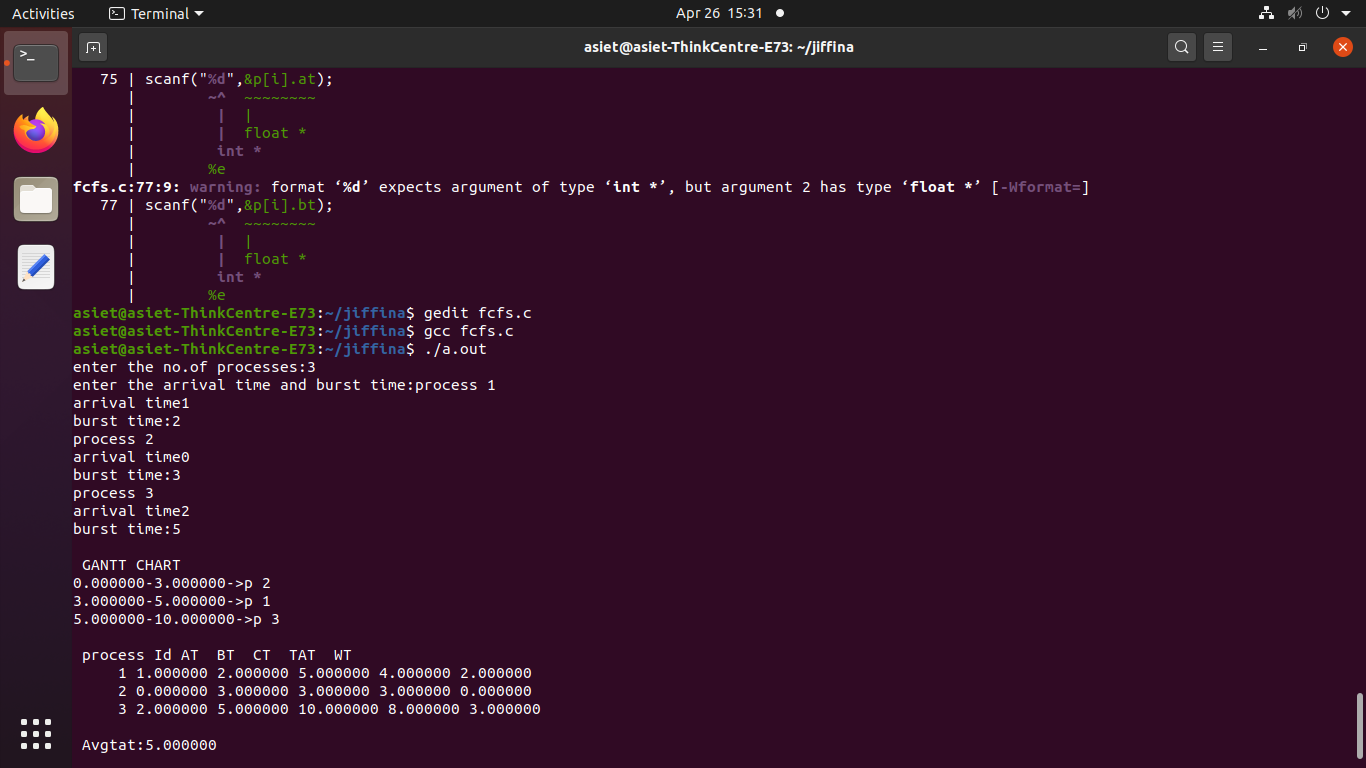 Activities
Terminal
Apr 26 15:31
asiet@asiet-ThinkCentre-E73: ~/jiffina
75 | scanf("%d",&p[i].at);
| ~^ ~~~~~~~~
| | |
| | float *
| int *
| %e
fcfs.c:77:9: warning: format ‘%d’ expects argument of type ‘int *’, but argument 2 has type ‘float *’ [-Wformat=]
77 | scanf("%d",&p[i].bt);
| ~^ ~~~~~~~~
| | |
| | float *
| int *
| %e
asiet@asiet-ThinkCentre-E73:~/jiffina$ gedit fcfs.c
asiet@asiet-ThinkCentre-E73:~/jiffina$ gcc fcfs.c
asiet@asiet-ThinkCentre-E73:~/jiffina$ ./a.out
enter the no.of processes:3
enter the arrival time and burst time:process 1
arrival time1
burst time:2
process 2
arrival time0
burst time:3
process 3
arrival time2
burst time:5
GANTT CHART
0.000000-3.000000->p 2
3.000000-5.000000->p 1
5.000000-10.000000->p 3
process Id AT BT CT TAT WT
1 1.000000 2.000000 5.000000 4.000000 2.000000
2 0.000000 3.000000 3.000000 3.000000 0.000000
3 2.000000 5.000000 10.000000 8.000000 3.000000
Avgtat:5.000000